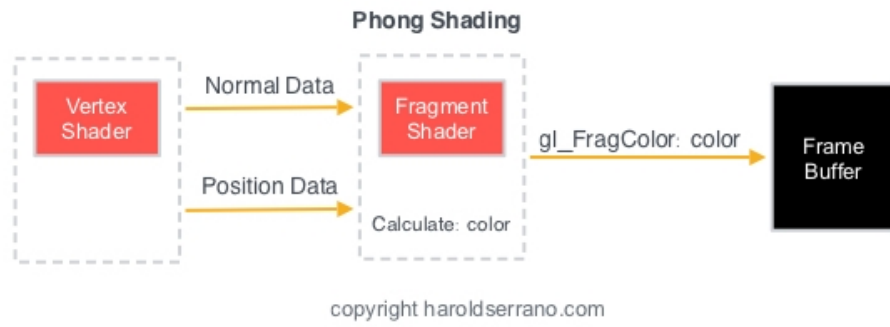 Phong Shading
Vertex
Shader
Normal Data
Position Data
Fragment
Shader
Calculate: color
gl_FragColor: color
Frame
Buffer
copyright haroldserrano.com